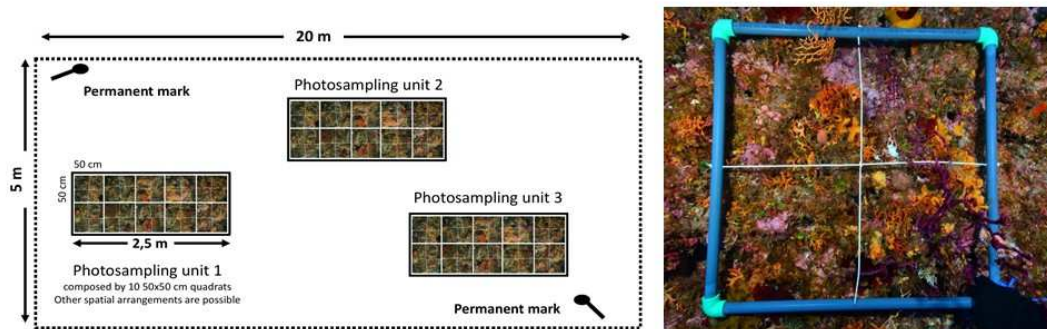 20 m
5 m
Permanent mark
Photosampling unit 2
50 cm
50 cm
Photosampling unit 3
2,5 m
Photosampling unit 1
composed by 10 50x50 cm quadrats
Other spatial arrangements are possible
Permanent mark